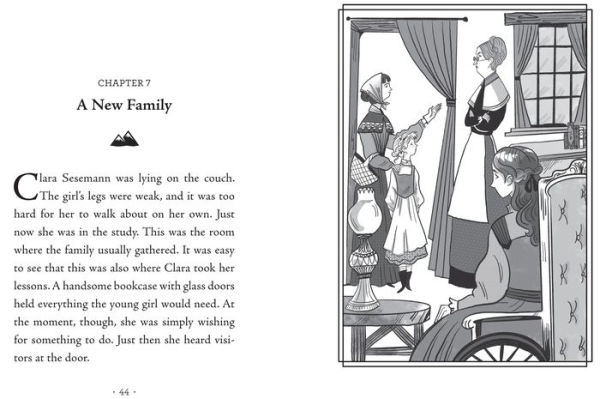 CHAPTER 7
A New Family
Clara Sesemann was lying on the couch.
The girl's legs were weak, and it was too
hard for her to walk about on her own. Just
now she was in the study. This was the room
where the family usually gathered. It was easy
to see that this was also where Clara took her
lessons. A handsome bookcase with glass doors
held everything the young girl would need. At
the moment, though, she was simply wishing
for something to do. Just then she heard visi-
tors at the door.
· 44 ·